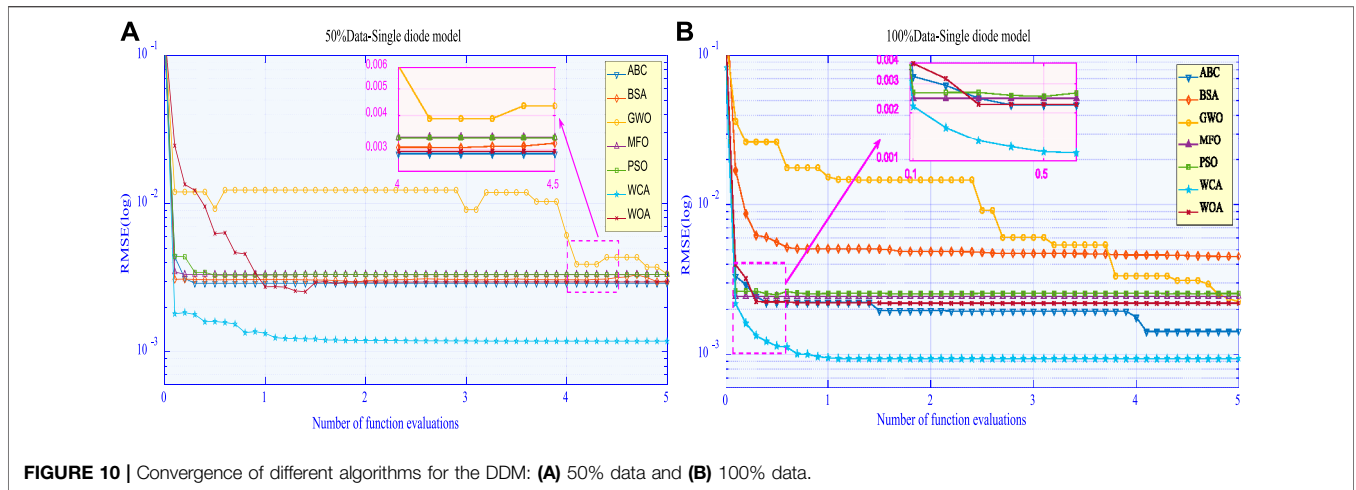 A
50%Data-Single diode model
10-1
10-2
10-3
RMSE(log)
0 1 2 3 4 5
Number of function evaluations
0.006
0.004
0.003
4 4,5
ABC
BSA
GWO
MFO
PSO
WCA
WOA
B
100%Data-Single diode model
10-1
10-2
10-3
RMSE(log)
0 1 2 3 4 5
Number of function evaluations
0.004
0.003
0.002
0.001
0.1 0.5
ABC
BSA
GWO
MFO
PSO
WCA
WOA
FIGURE 10 | Convergence of different algorithms for the DDM: (A) 50% data and (B) 100% data.